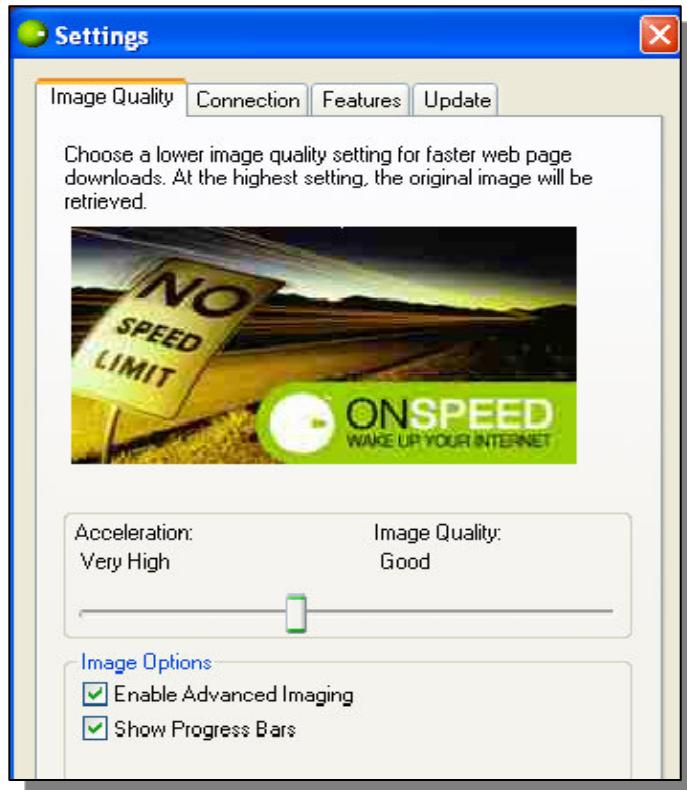 Settings
Image Quality Connection Features Update
Choose a lower image quality setting for faster web page
downloads. At the highest setting, the original image will be
retrieved.
NO
SPEED
LIMIT
ONSPEED
WAKE UP YOUR INTERNET
Acceleration: Image Quality:
Very High Good
Image Options
Enable Advanced Imaging
Show Progress Bars